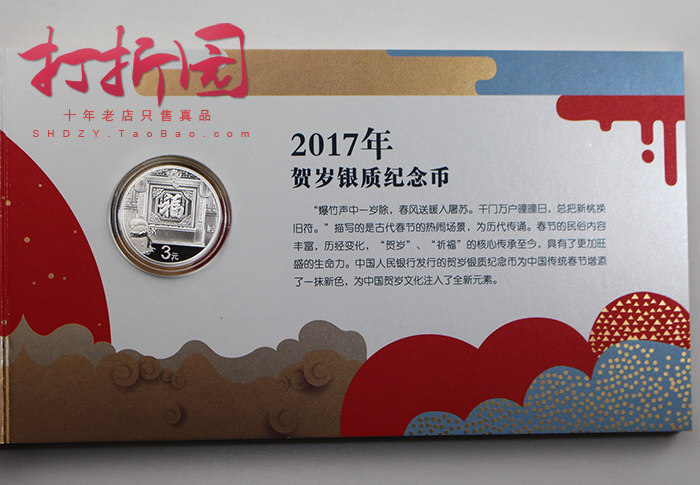 打折园
十年老店只售真品
SHDZY.TaoBao.com
2017年
贺岁银质纪念币
“爆竹声中一岁除，春风送暖入屠苏。千门万户曈曈日，总把新桃换
旧符。”描写的是古代春节的热闹场景，为历代传诵。春节的民俗内容
丰富，历经变化，“贺岁”、“祈福”的核心传承至今，具有了更加旺
盛的生命力。中国人民银行发行的贺岁银质纪念币为中国传统春节增添
了一抹新色，为中国贺岁文化注入了全新元素。
福
3元